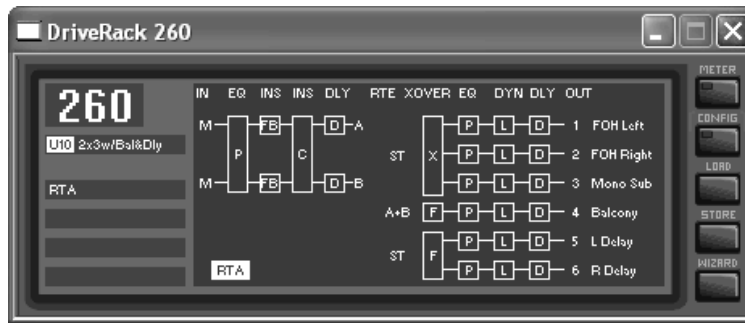 DriveRack 260
METER
CONFIG
LOAD
STORE
WIZARD
260
U10 2x3w/Bal&Dly
RTA
IN EQ INS INS DLY RTE XOVER EQ DYN DLY OUT
M FB D A P L D 1 FOH Left
P C ST X P L D 2 FOH Right
M FB D B P L D 3 Mono Sub
A+B F P L D 4 Balcony
P L D 5 L Delay
ST F
RTA P L D 6 R Delay